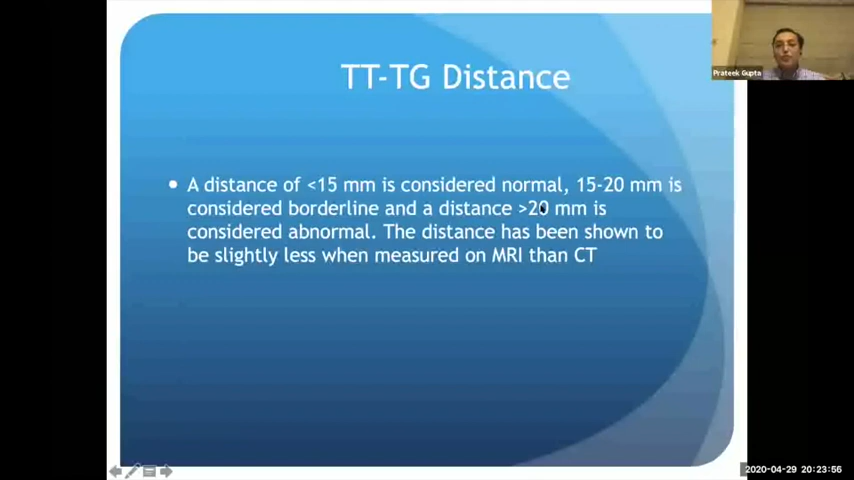 TT-TG Distance
Prateek Gupta
• A distance of <15 mm is considered normal, 15-20 mm is
considered borderline and a distance >20 mm is
considered abnormal. The distance has been shown to
be slightly less when measured on MRI than CT
2020-04-29 20:23:56